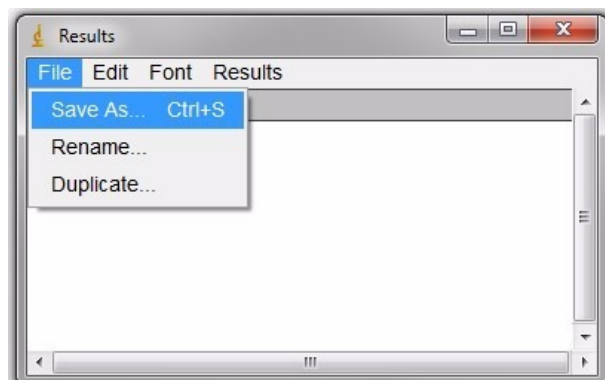 Results
File Edit Font Results
Save As... Ctrl+S
Rename...
Duplicate...